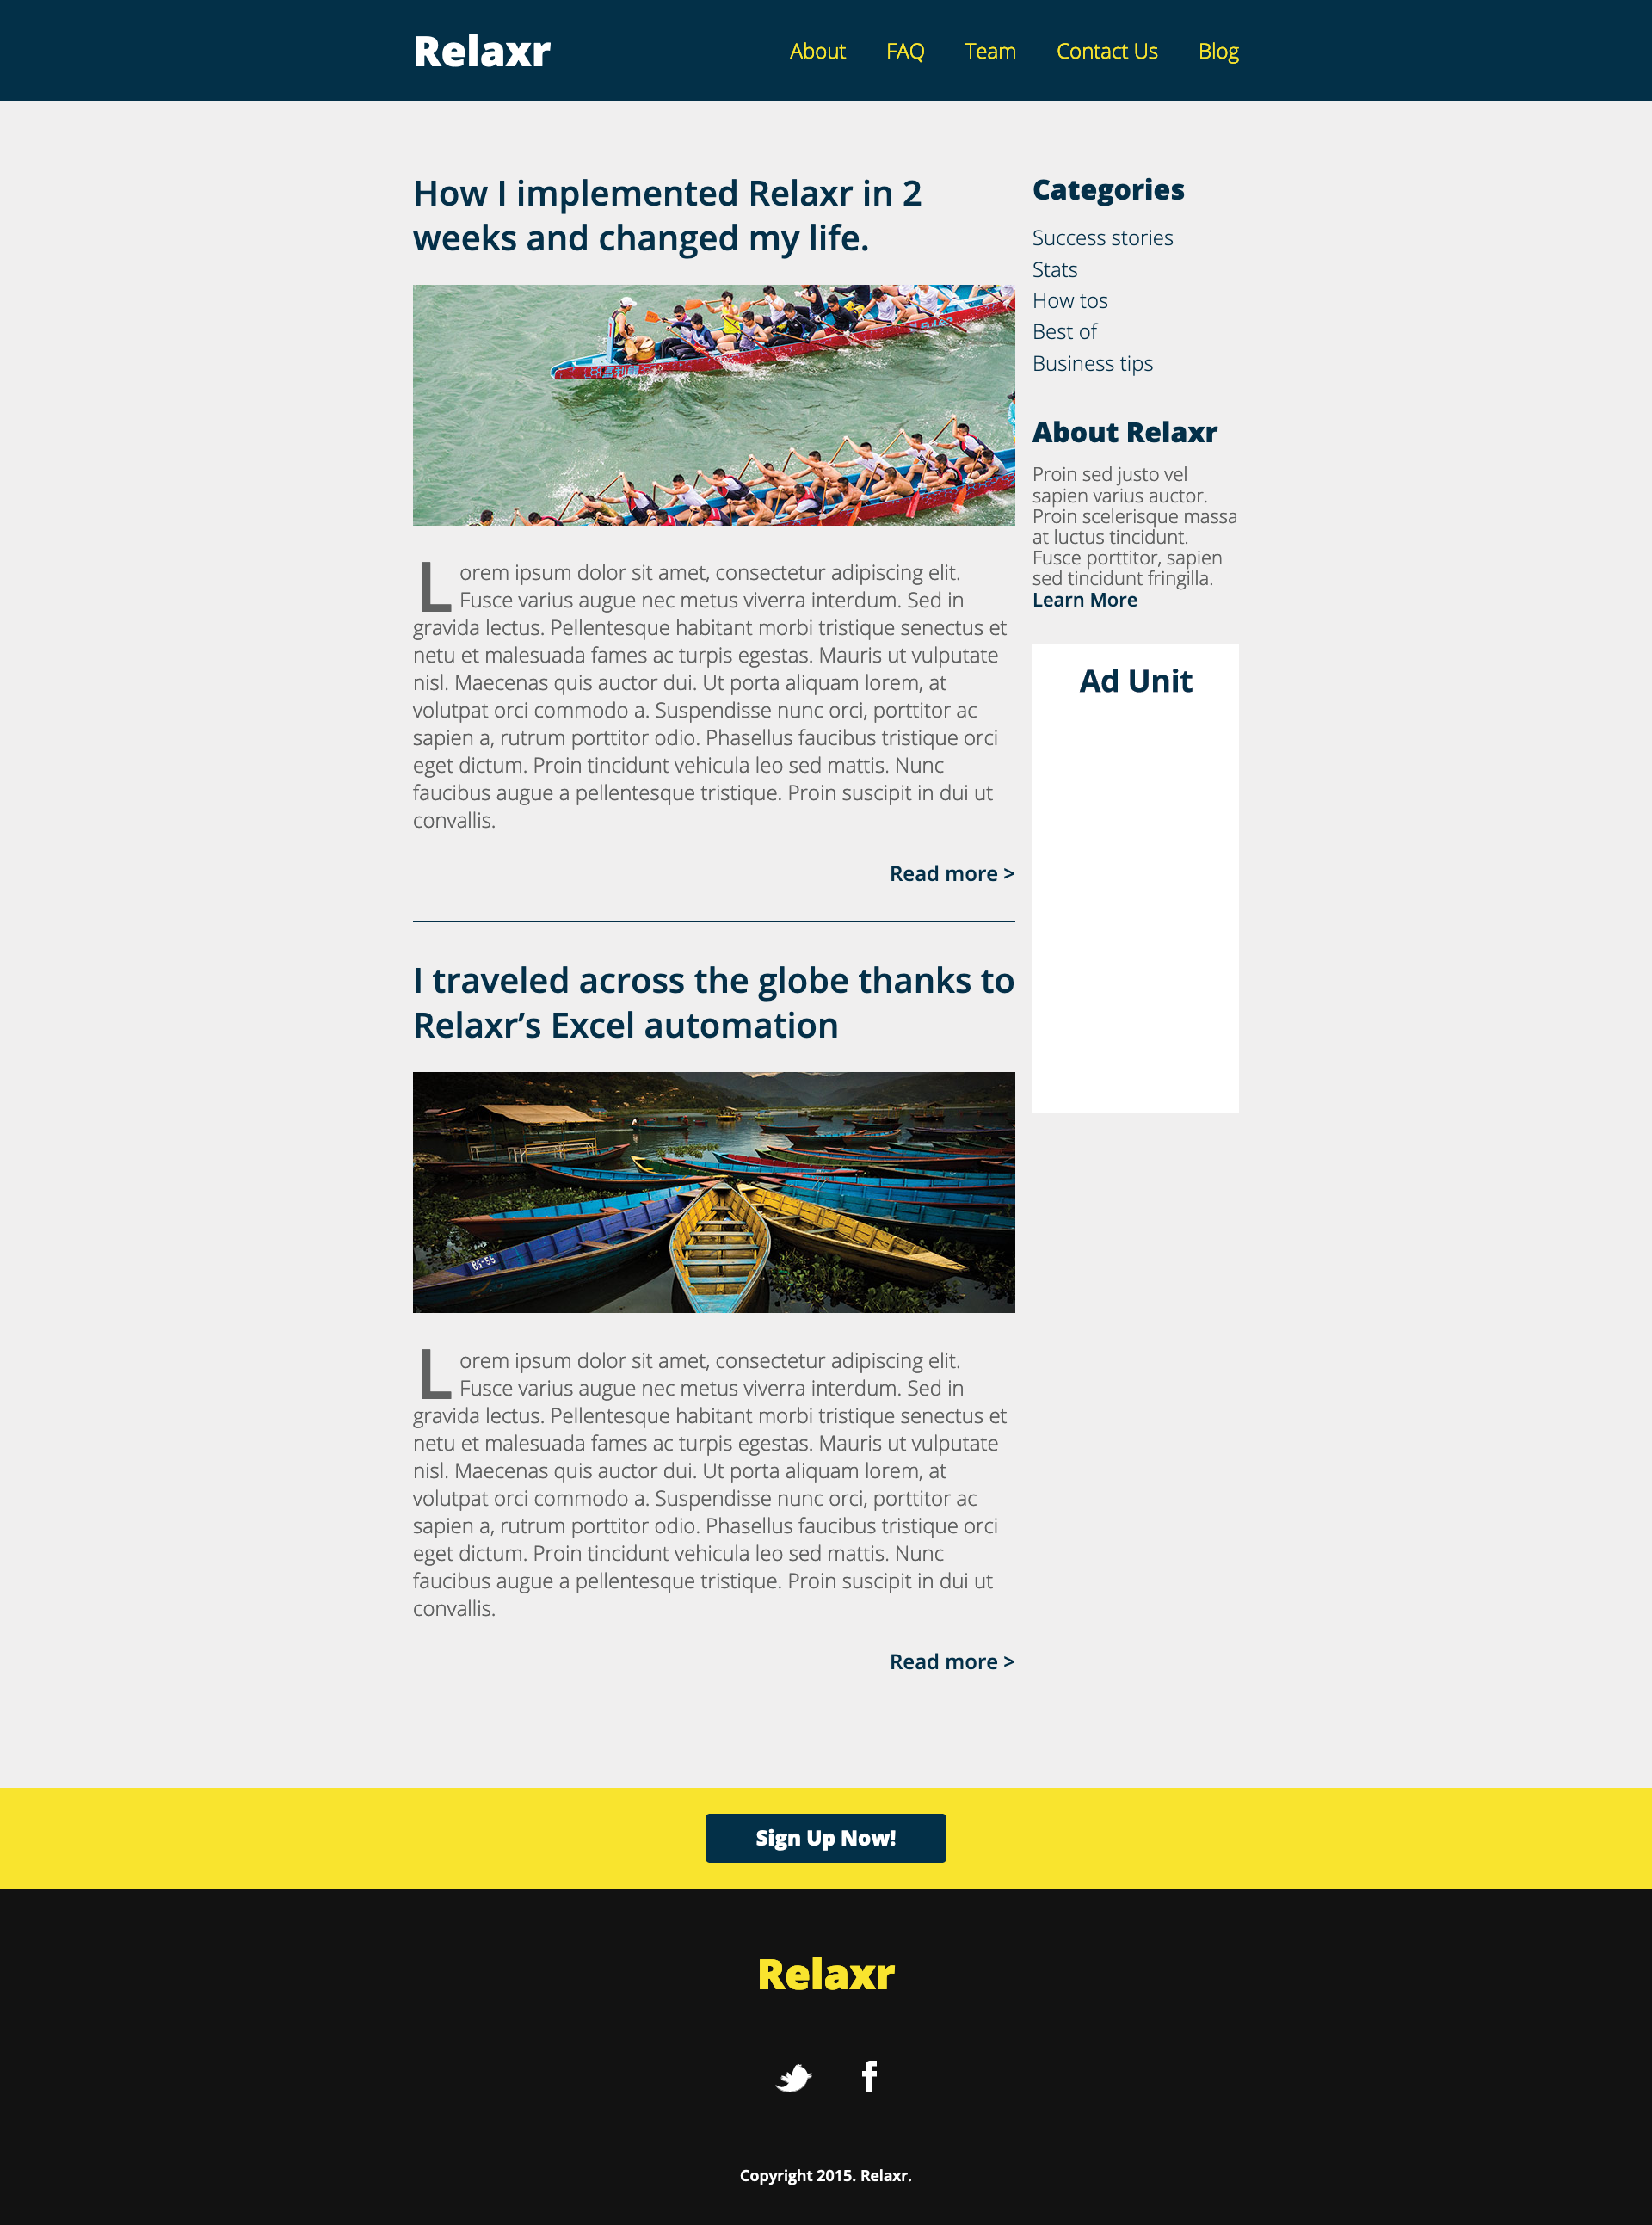 Relaxr
About FAQ Team Contact Us Blog
How I implemented Relaxr in 2
weeks and changed my life.
Lorem ipsum dolor sit amet, consectetur adipiscing elit.
Fusce varius augue nec metus viverra interdum. Sed in
gravida lectus. Pellentesque habitant morbi tristique senectus et
netu et malesuada fames ac turpis egestas. Mauris ut vulputate
nisl. Maecenas quis auctor dui. Ut porta aliquam lorem, at
volutpat orci commodo a. Suspendisse nunc orci, porttitor ac
sapien a, rutrum porttitor odio. Phasellus faucibus tristique orci
eget dictum. Proin tincidunt vehicula leo sed mattis. Nunc
faucibus augue a pellentesque tristique. Proin suscipit in dui ut
convallis.
Read more >
I traveled across the globe thanks to
Relaxr’s Excel automation
BG-55
Lorem ipsum dolor sit amet, consectetur adipiscing elit.
Fusce varius augue nec metus viverra interdum. Sed in
gravida lectus. Pellentesque habitant morbi tristique senectus et
netu et malesuada fames ac turpis egestas. Mauris ut vulputate
nisl. Maecenas quis auctor dui. Ut porta aliquam lorem, at
volutpat orci commodo a. Suspendisse nunc orci, porttitor ac
sapien a, rutrum porttitor odio. Phasellus faucibus tristique orci
eget dictum. Proin tincidunt vehicula leo sed mattis. Nunc
faucibus augue a pellentesque tristique. Proin suscipit in dui ut
convallis.
Read more >
Categories
Success stories
Stats
How tos
Best of
Business tips
About Relaxr
Proin sed justo vel
sapien varius auctor.
Proin scelerisque massa
at luctus tincidunt.
Fusce porttitor, sapien
sed tincidunt fringilla.
Learn More
Ad Unit
Sign Up Now!
Relaxr
Copyright 2015. Relaxr.